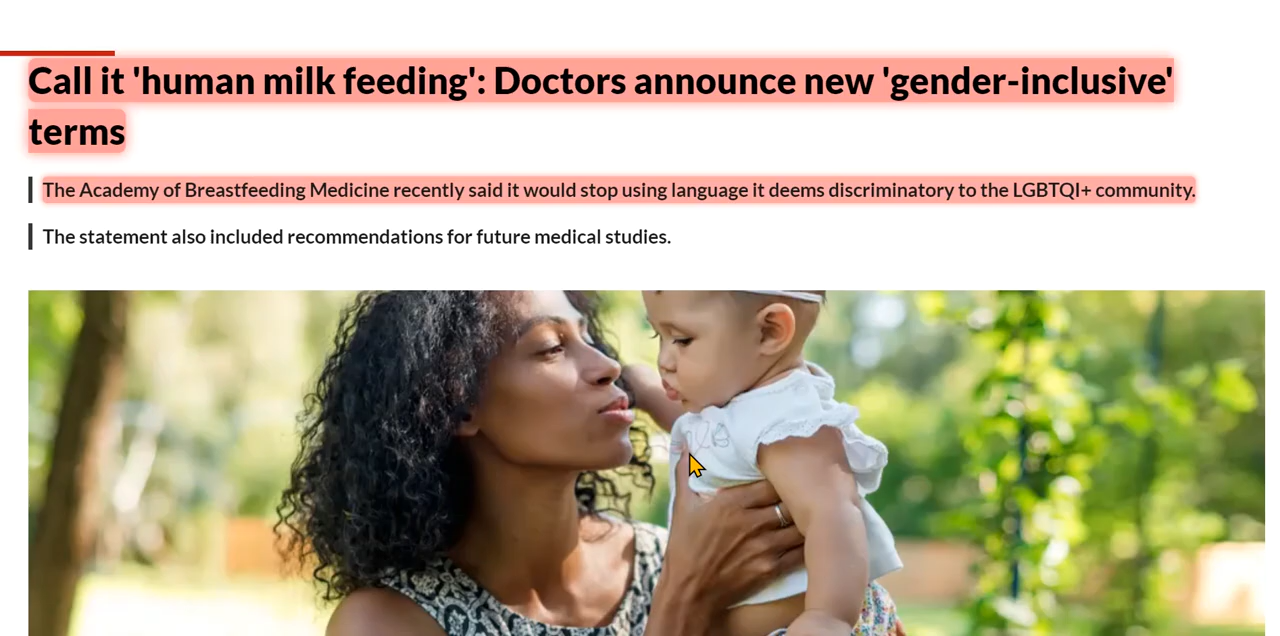 Call it 'human milk feeding': Doctors announce new 'gender-inclusive'
terms
The Academy of Breastfeeding Medicine recently said it would stop using language it deems discriminatory to the LGBTQI+ community.
The statement also included recommendations for future medical studies.